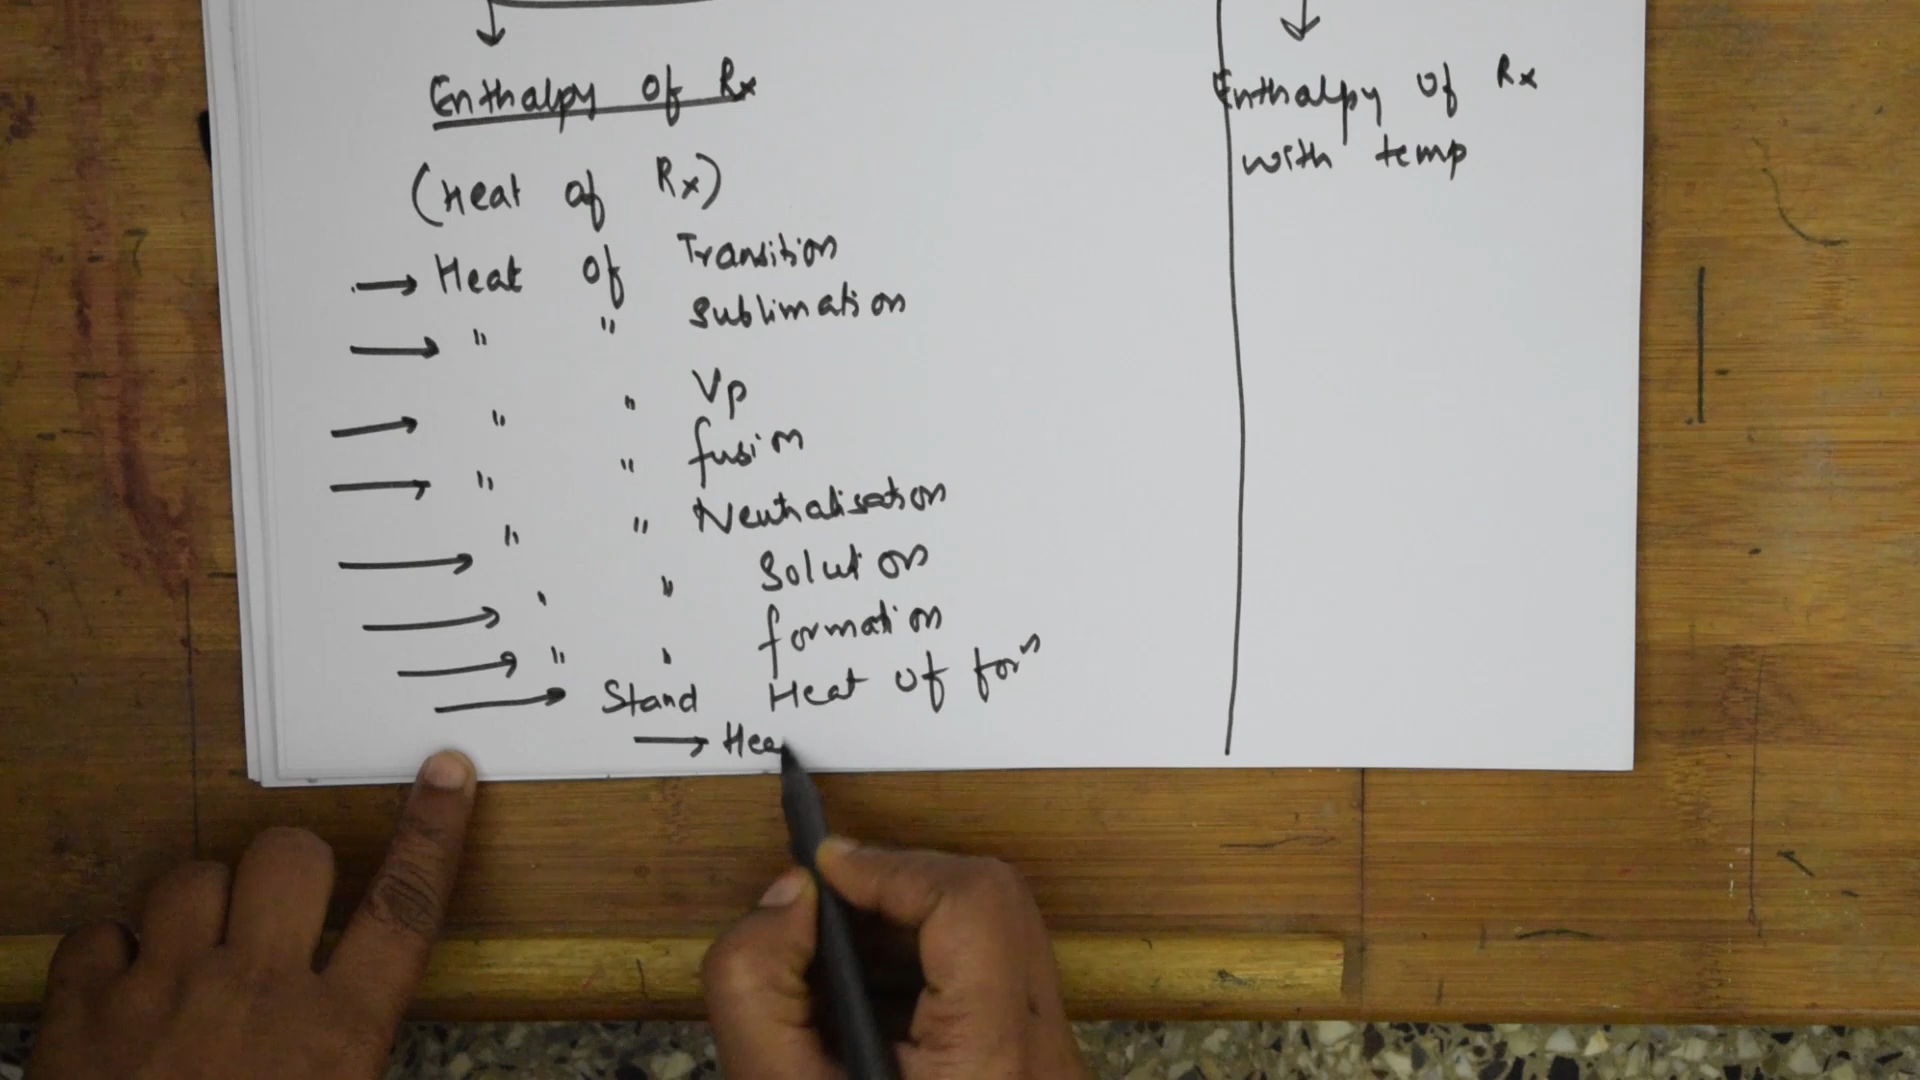 Enthalpy of Rx
(Heat of Rx)
→ Heat of Transition
→ " " Sublimation
→ " " Vp
→ " " fusion
→ " " Neutralisation
→ " " Solution
→ " " formation
→ Stand Heat of forⁿ
→ Hea
Enthalpy of Rx
with temp